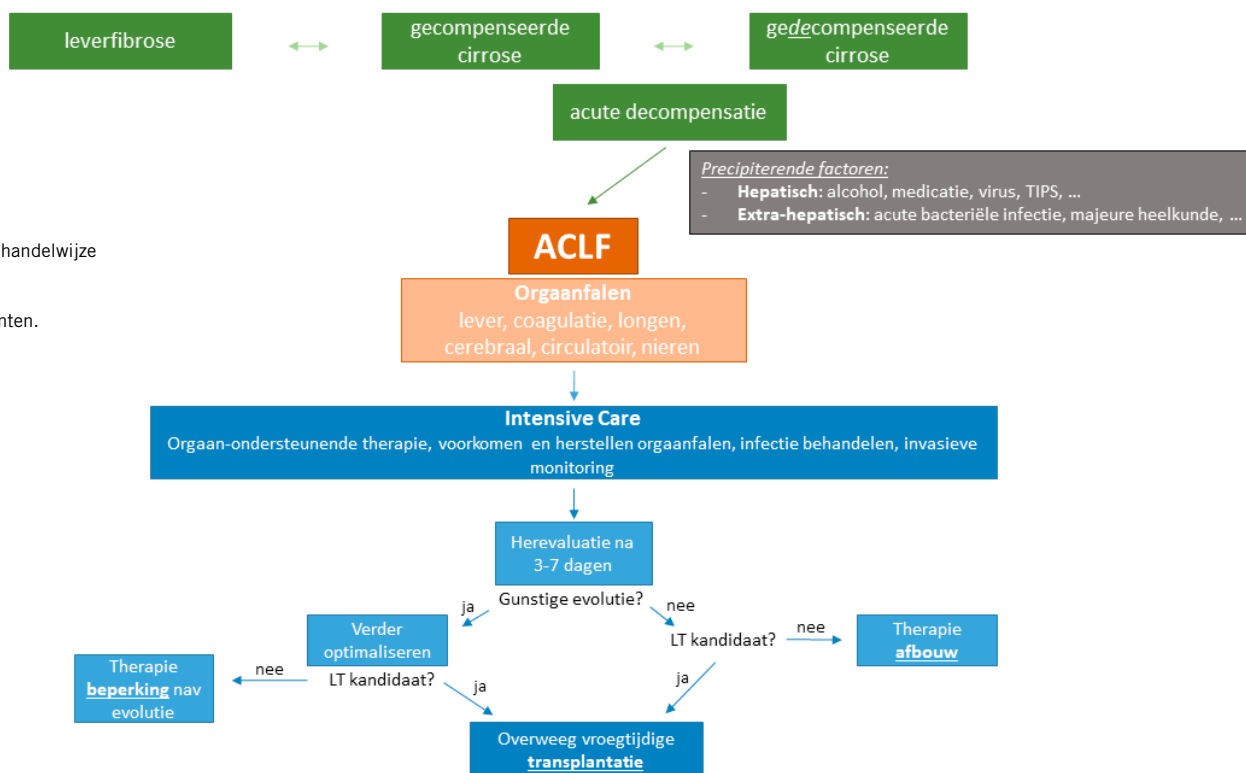 leverfibrose
gecompenseerde
cirrose
gedecompenseerde
cirrose
acute decompensatie
Precipiterende factoren:
- Hepatisch: alcohol, medicatie, virus, TIPS, ...
- Extra-hepatisch: acute bacteriële infectie, majeure heelkunde, ...
handelwijze
nten.
ACLF
Orgaanfalen
lever, coagulatie, longen,
cerebraal, circulatoir, nieren
Intensive Care
Orgaan-ondersteunende therapie, voorkomen en herstellen orgaanfalen, infectie behandelen, invasieve
monitoring
Herevaluatie na
3-7 dagen
Gunstige evolutie?
ja
nee
Verder
optimaliseren
LT kandidaat?
nee
Therapie
afbouw
Therapie
beperking nav
evolutie
nee
LT kandidaat?
ja
ja
Overweeg vroegtijdige
transplantatie